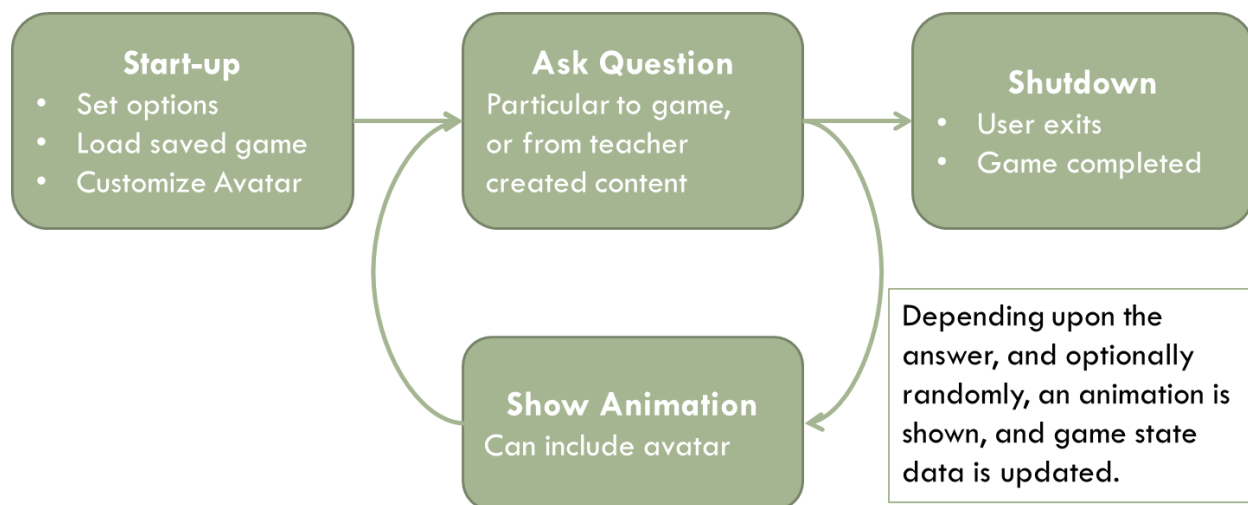 Start-up
• Set options
• Load saved game
• Customize Avatar
Ask Question
Particular to game,
or from teacher
created content
Shutdown
• User exits
• Game completed
Show Animation
Can include avatar
Depending upon the
answer, and optionally
randomly, an animation is
shown, and game state
data is updated.